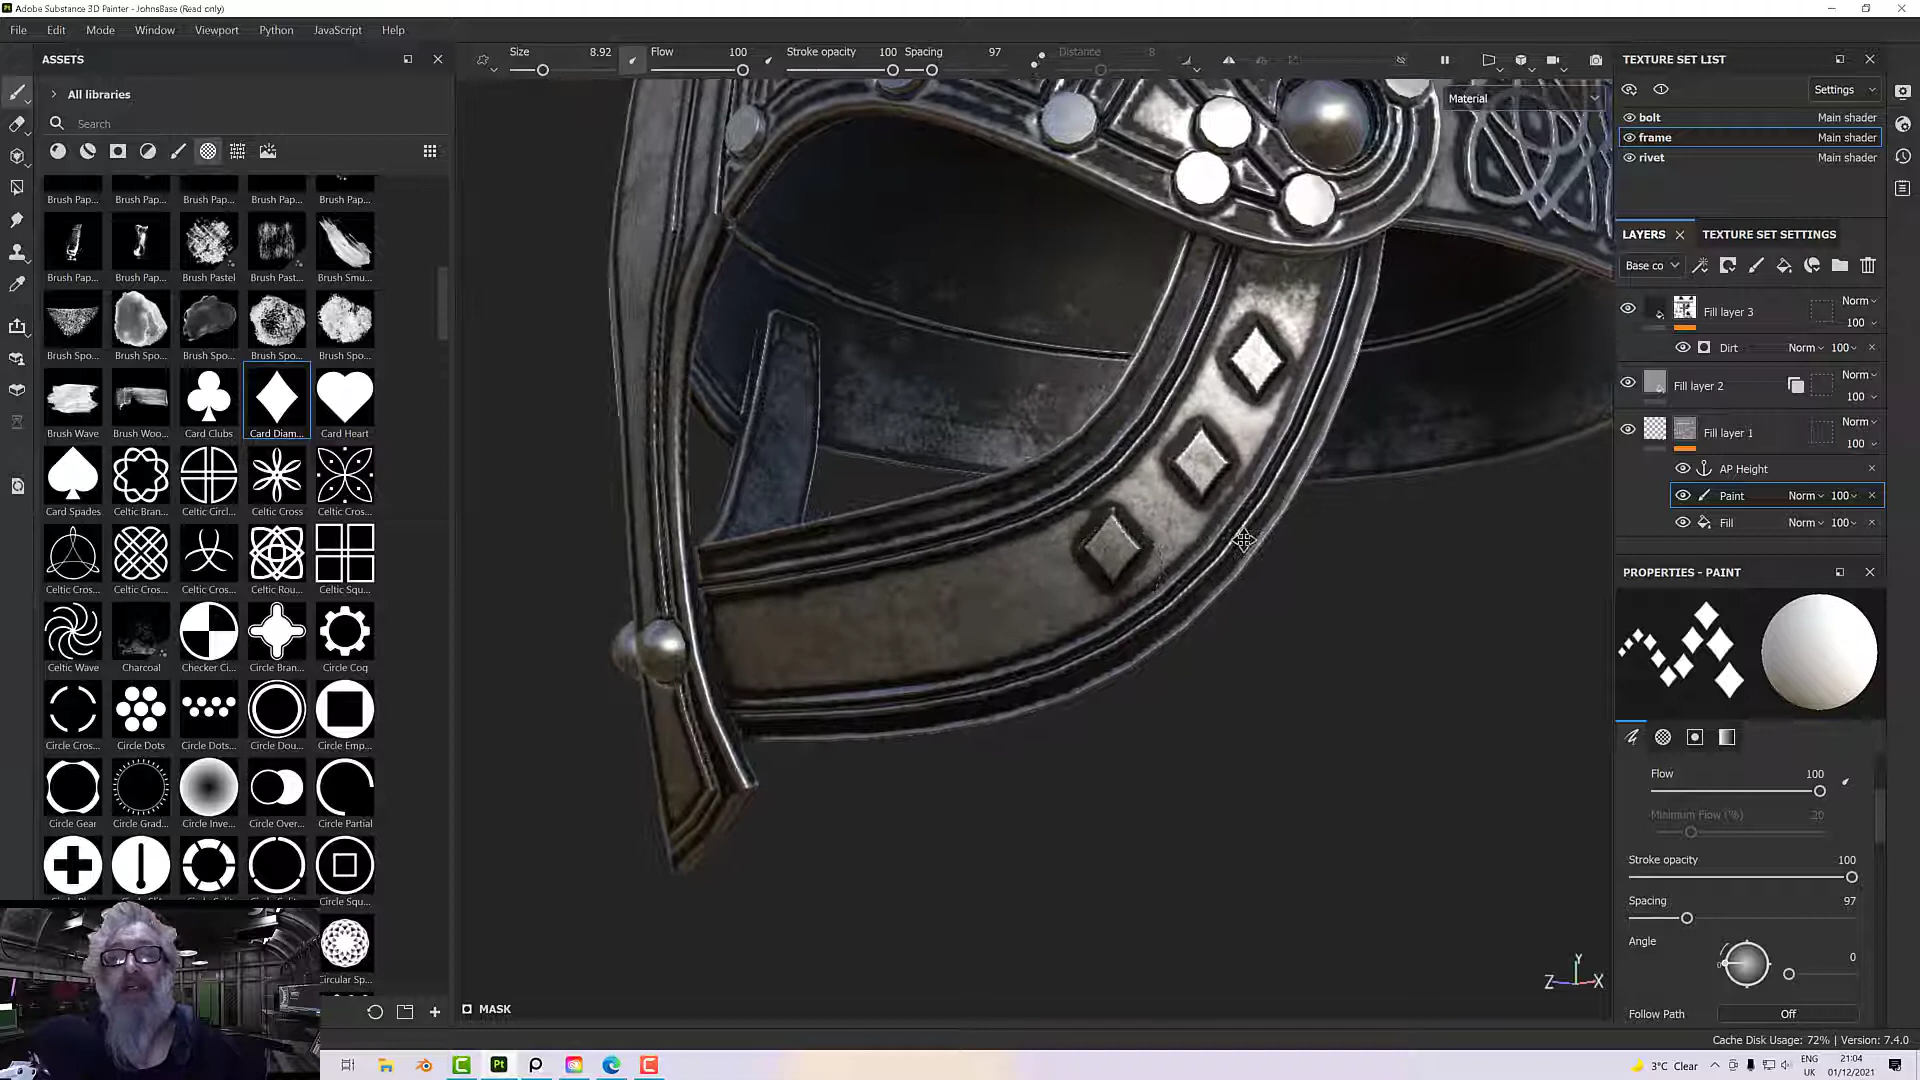 Adobe Substance 3D Painter - JohnsBase (Read only)
File Edit Mode Window Viewport Python JavaScript Help
ASSETS
All libraries
Search
Brush Pap... Brush Pap... Brush Pap... Brush Pap... Brush Pap...
Brush Pap... Brush Pap... Brush Pastel Brush Past... Brush Smu...
Brush Spo... Brush Spo... Brush Spo... Brush Spo... Brush Spo...
Brush Wave Brush Woo... Card Clubs Card Diam... Card Heart
Card Spades Celtic Bran... Celtic Circl... Celtic Cross Celtic Cros...
Celtic Cros... Celtic Cros... Celtic Cros... Celtic Rou... Celtic Squ...
Celtic Wave Charcoal Checker Ci... Circle Bran... Circle Coq
Circle Cros... Circle Dots Circle Dots... Circle Dou... Circle Emp...
Circle Gear Circle Grad... Circle Inve... Circle Over... Circle Partial
Circle Squ...
Circular Sp...
Size 8.92 Flow 100 Stroke opacity 100 Spacing 97 Distance 8
Material
MASK
Y
Z X
TEXTURE SET LIST
Settings
bolt Main shader
frame Main shader
rivet Main shader
LAYERS TEXTURE SET SETTINGS
Base co
Fill layer 3 Norm 100
Dirt Norm 100
Fill layer 2 Norm 100
Fill layer 1 Norm 100
AP Height
Paint Norm 100
Fill Norm 100
PROPERTIES - PAINT
Flow 100
Minimum Flow (%) 20
Stroke opacity 100
Spacing 97
Angle 0
0
Follow Path Off
Cache Disk Usage: 72% | Version: 7.4.0
3°C Clear
ENG
UK
21:04
01/12/2021